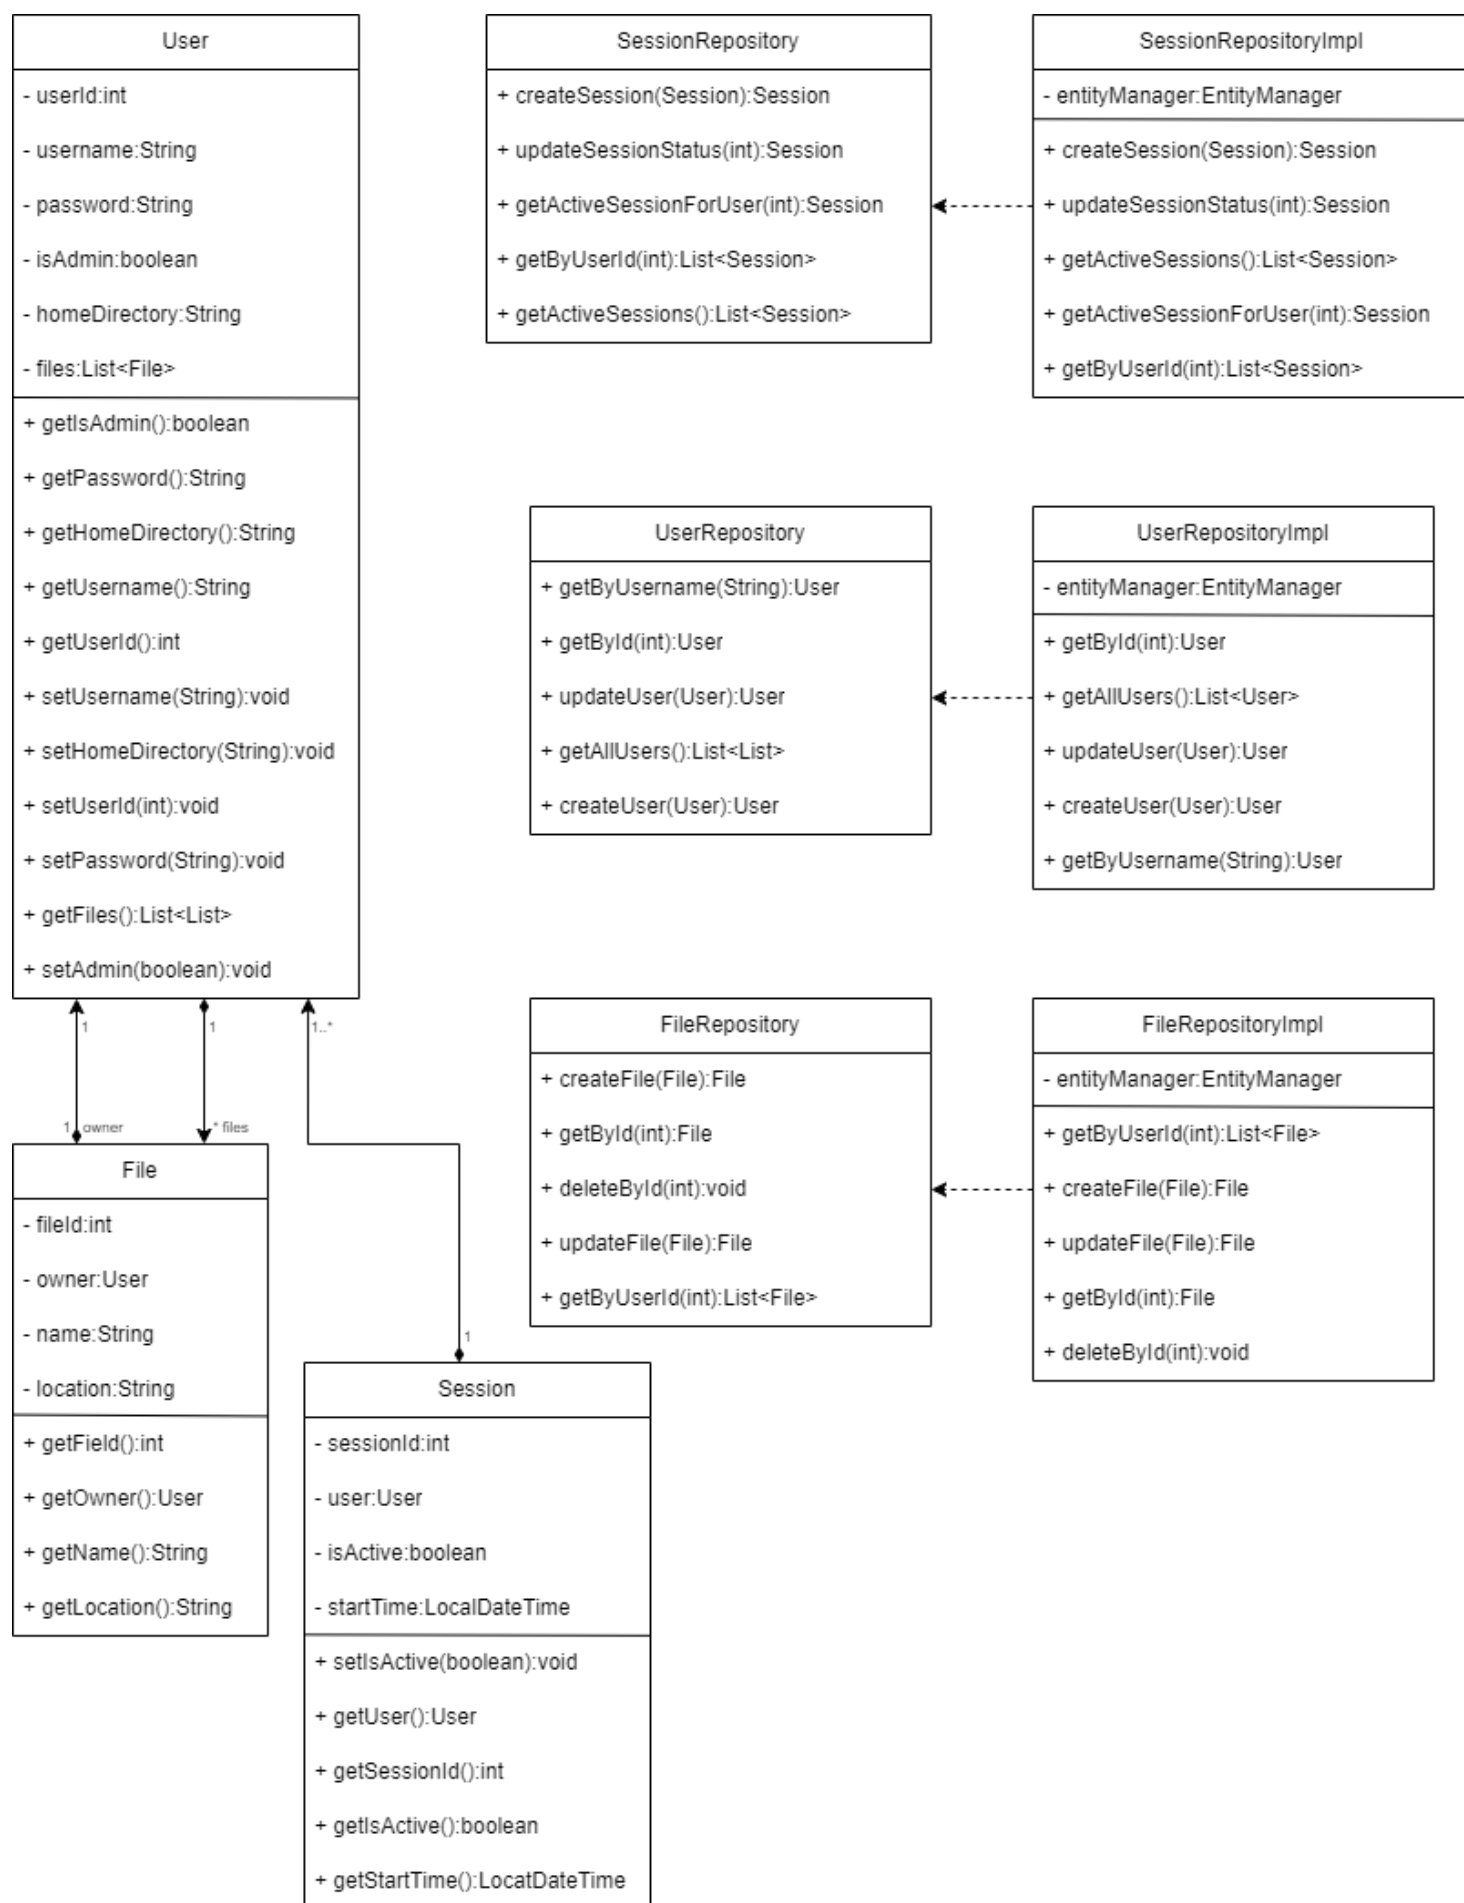 User
- userId:int
- username:String
- password:String
- isAdmin:boolean
- homeDirectory:String
- files:List<File>
+ getIsAdmin():boolean
+ getPassword():String
+ getHomeDirectory():String
+ getUsername():String
+ getUserId():int
+ setUsername(String):void
+ setHomeDirectory(String):void
+ setUserId(int):void
+ setPassword(String):void
+ getFiles():List<List>
+ setAdmin(boolean):void
SessionRepository
+ createSession(Session):Session
+ updateSessionStatus(int):Session
+ getActiveSessionForUser(int):Session
+ getByUserId(int):List<Session>
+ getActiveSessions():List<Session>
SessionRepositoryImpl
- entityManager:EntityManager
+ createSession(Session):Session
+ updateSessionStatus(int):Session
+ getActiveSessions():List<Session>
+ getActiveSessionForUser(int):Session
+ getByUserId(int):List<Session>
UserRepository
+ getByUsername(String):User
+ getById(int):User
+ updateUser(User):User
+ getAllUsers():List<List>
+ createUser(User):User
UserRepositoryImpl
- entityManager:EntityManager
+ getById(int):User
+ getAllUsers():List<User>
+ updateUser(User):User
+ createUser(User):User
+ getByUsername(String):User
1
1
1..*
1
owner
* files
FileRepository
+ createFile(File):File
+ getById(int):File
+ deleteById(int):void
+ updateFile(File):File
+ getByUserId(int):List<File>
FileRepositoryImpl
- entityManager:EntityManager
+ getByUserId(int):List<File>
+ createFile(File):File
+ updateFile(File):File
+ getById(int):File
+ deleteById(int):void
File
- fileId:int
- owner:User
- name:String
- location:String
+ getField():int
+ getOwner():User
+ getName():String
+ getLocation():String
1
Session
- sessionId:int
- user:User
- isActive:boolean
- startTime:LocalDateTime
+ setIsActive(boolean):void
+ getUser():User
+ getSessionId():int
+ getIsActive():boolean
+ getStartTime():LocatDateTime